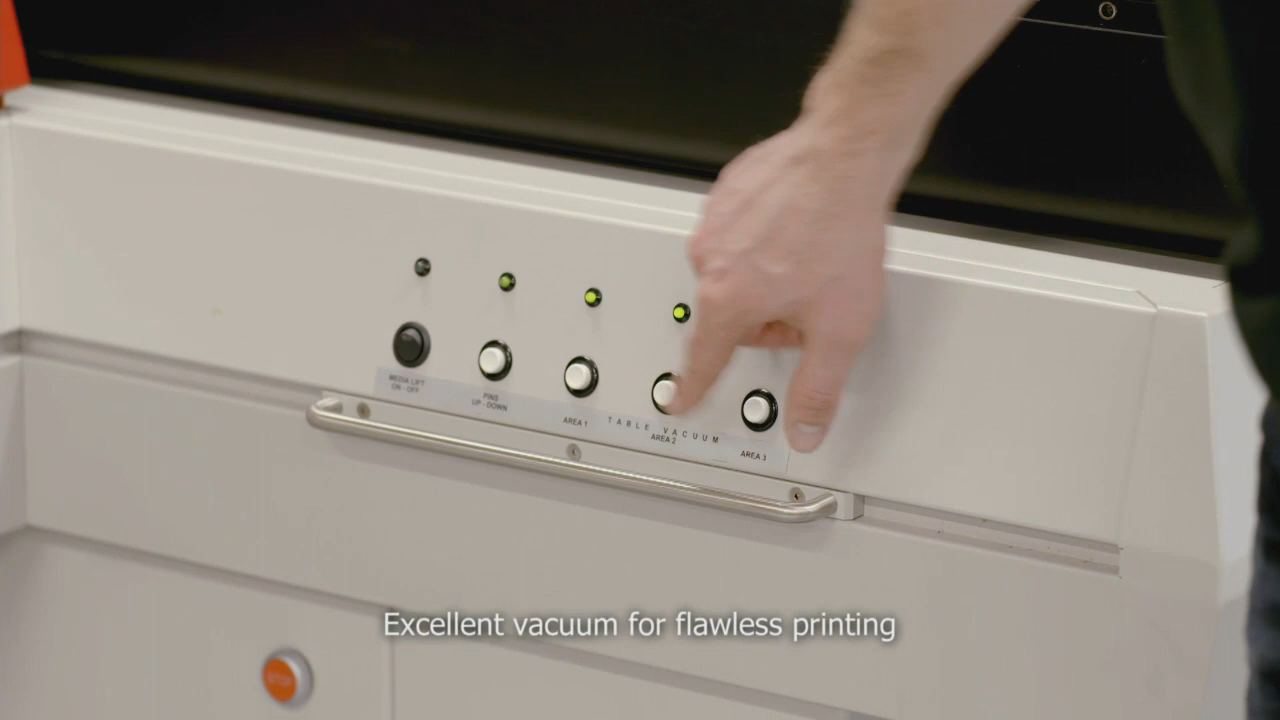 MEDIA LIFT
ON - OFF
PINS
UP - DOWN
AREA 1
TABLE VACUUM
AREA 2
AREA 3
Excellent vacuum for flawless printing
STOP